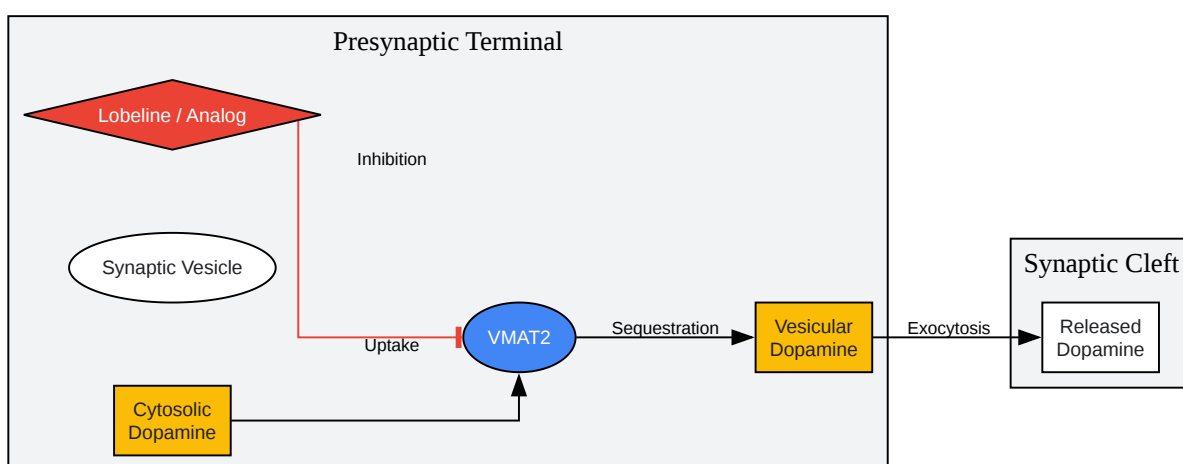 Presynaptic Terminal
Lobeline / Analog
Inhibition
Synaptic Vesicle
Synaptic Cleft
Uptake
VMAT2
Sequestration
Vesicular
Dopamine
Exocytosis
Released
Dopamine
Cytosolic
Dopamine